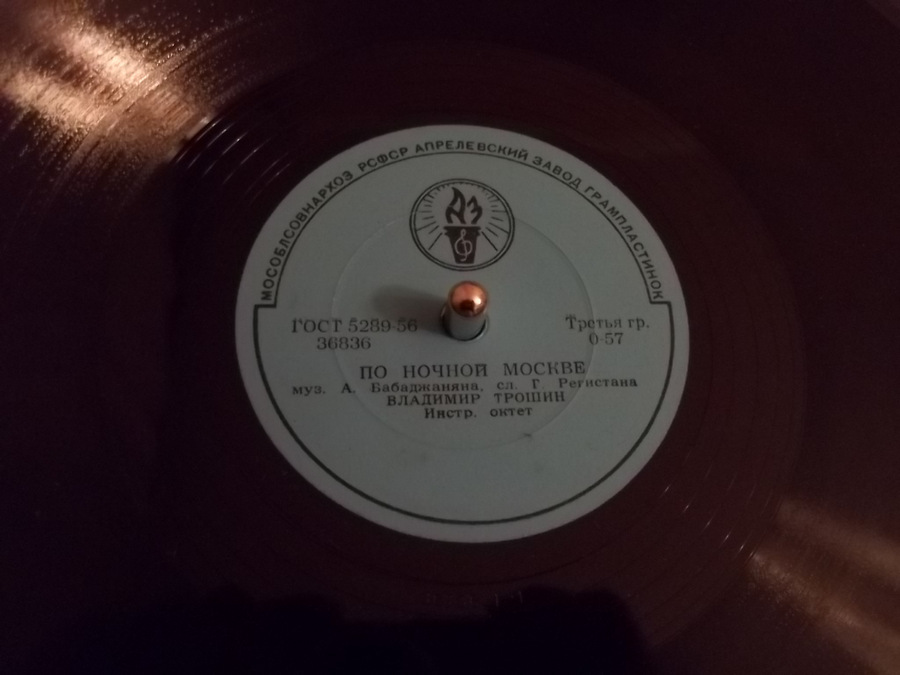 МОСОБЛСОВНАРХОЗ РСФСР АПРЕЛЕВСКИЙ ЗАВОД ГРАМПЛАСТИНОК
АЗ
ГОСТ 5289-56
36836
Третья гр.
0-57
ПО НОЧНОЙ МОСКВЕ
муз. А. Бабаджаняна, сл. Г. Регистана
ВЛАДИМИР ТРОШИН
Инстр. октет